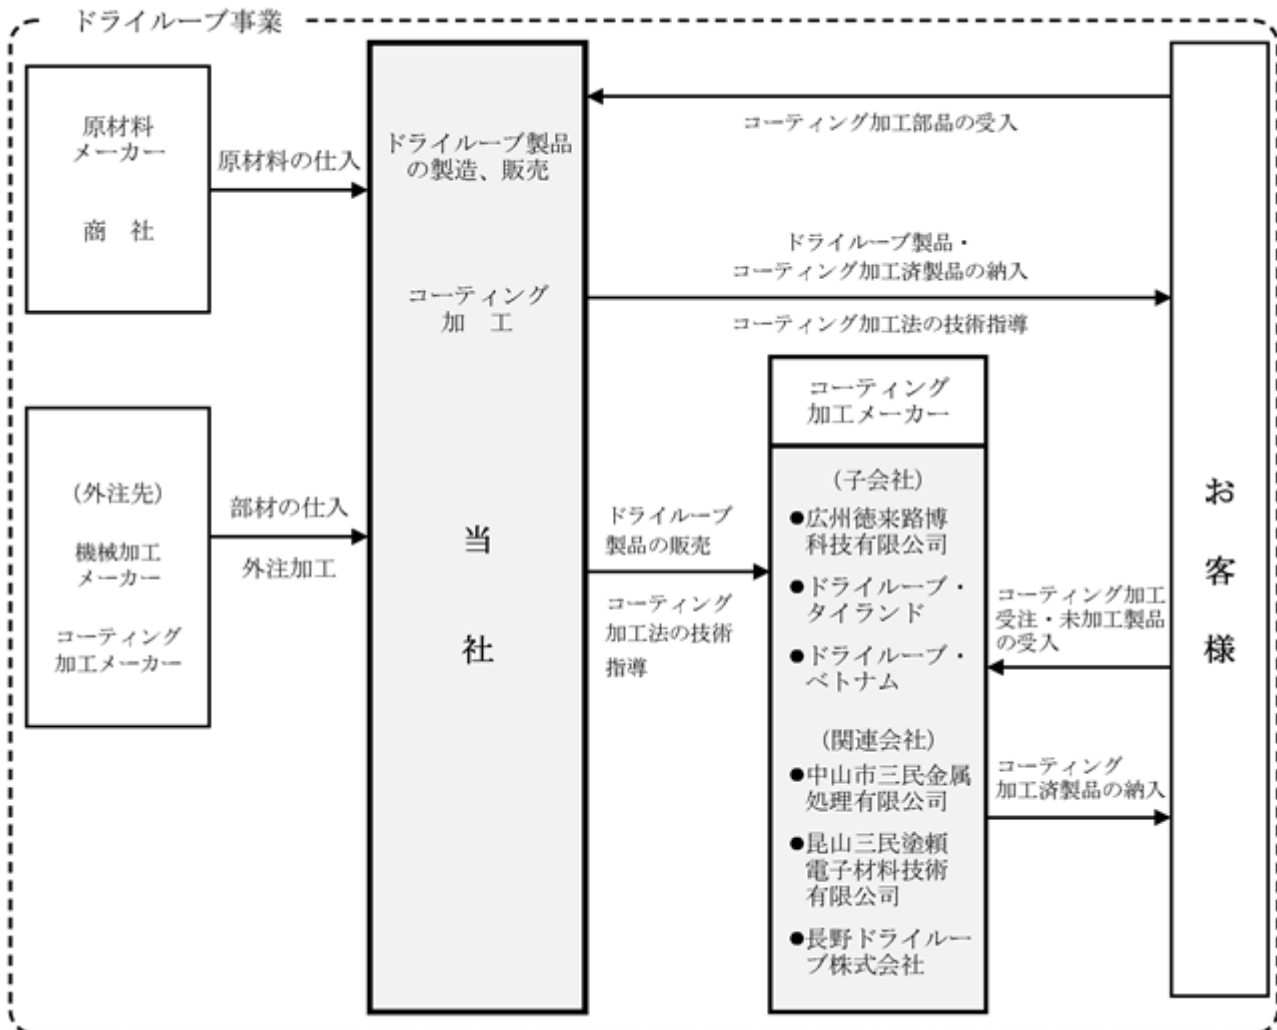 ドライルーブ事業
原材料
メーカー
商　社
原材料の仕入
(外注先)
機械加工
メーカー
コーティング
加工メーカー
部材の仕入
外注加工
ドライルーブ製品
の製造、販売
コーティング
加　工
当
社
コーティング加工部品の受入
ドライルーブ製品・
コーティング加工済製品の納入
コーティング加工法の技術指導
ドライルーブ
製品の販売
コーティング
加工法の技術
指導
コーティング
加工メーカー
(子会社)
●広州徳来路博
科技有限公司
●ドライルーブ・
タイランド
●ドライルーブ・
ベトナム
(関連会社)
●中山市三民金属
処理有限公司
●昆山三民塗頼
電子材料技術
有限公司
●長野ドライルー
ブ株式会社
コーティング加工
受注・未加工製品
の受入
コーティング
加工済製品の納入
お
客
様